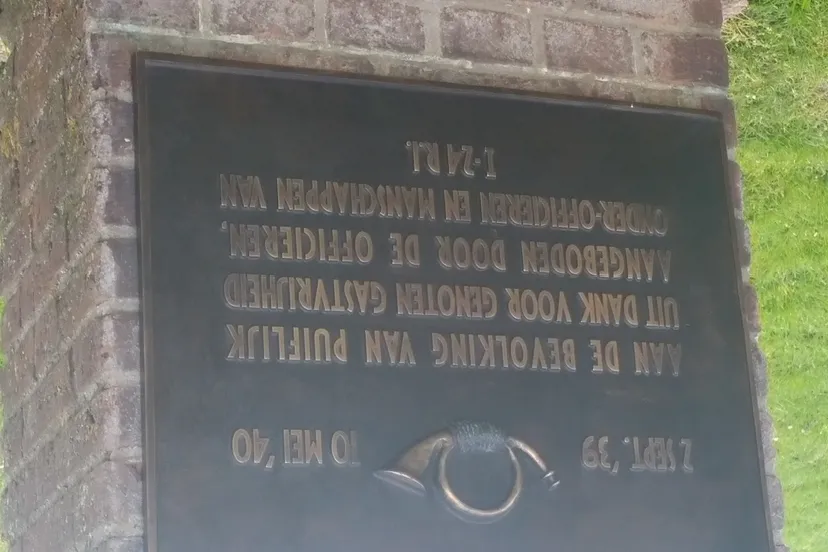 2 SEPT. '39 10 MEI '40
AAN DE BEVOLKING VAN PUIFLIJK
UIT DANK VOOR GENOTEN GASTVRIJHEID
AANGEBODEN DOOR DE OFFICIEREN,
ONDER-OFFICIEREN EN MANSCHAPPEN VAN
1-24 R.I.